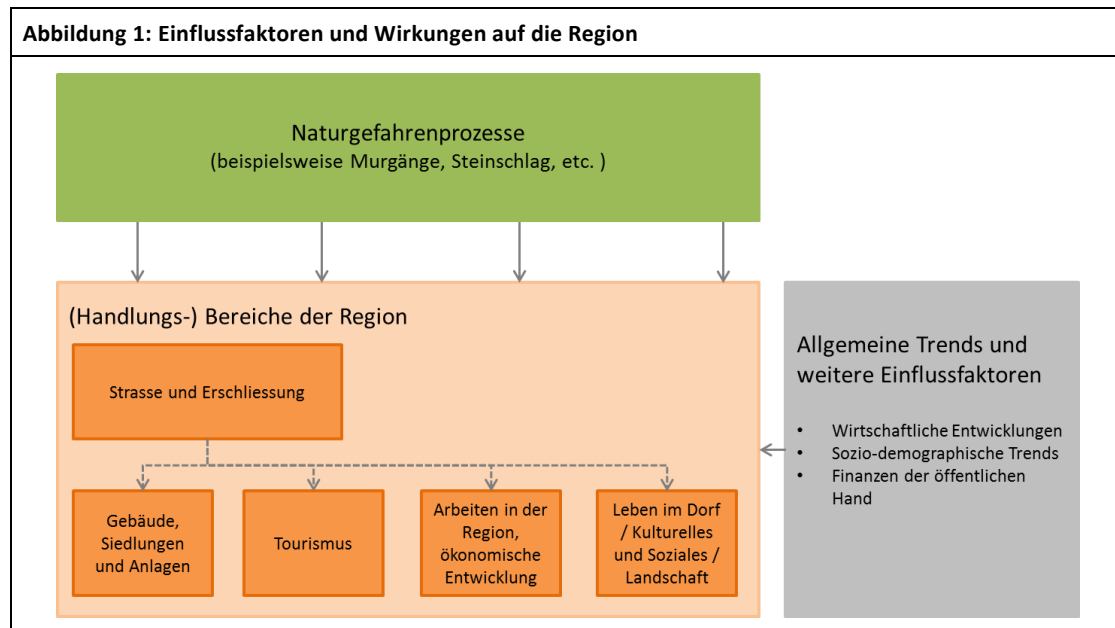 Abbildung 1: Einflussfaktoren und Wirkungen auf die Region
Naturgefahrenprozesse
(beispielsweise Murgänge, Steinschlag, etc. )
(Handlungs-) Bereiche der Region
Strasse und Erschliessung
Gebäude,
Siedlungen
und Anlagen
Tourismus
Arbeiten in der
Region,
ökonomische
Entwicklung
Leben im Dorf
/ Kulturelles
und Soziales /
Landschaft
Allgemeine Trends und
weitere Einflussfaktoren
• Wirtschaftliche Entwicklungen
• Sozio-demographische Trends
• Finanzen der öffentlichen
Hand